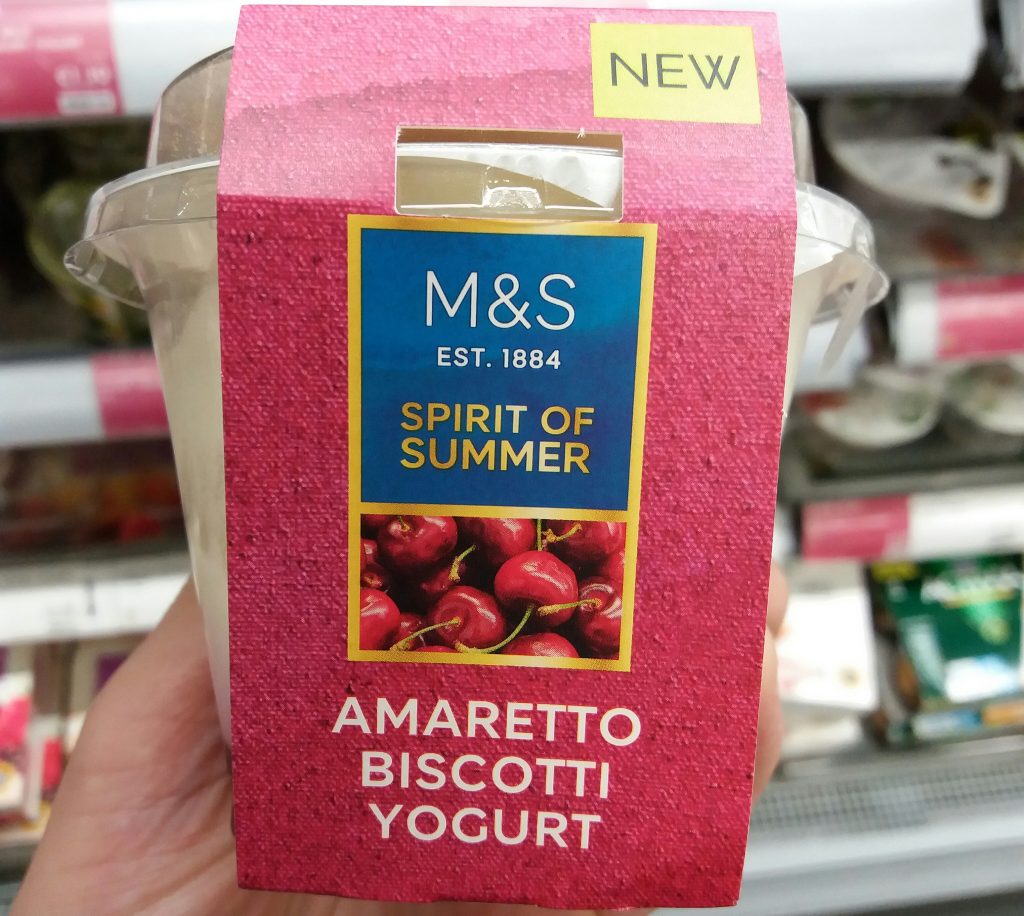 NEW
M&S
EST. 1884
SPIRIT OF
SUMMER
AMARETTO
BISCOTTI
YOGURT